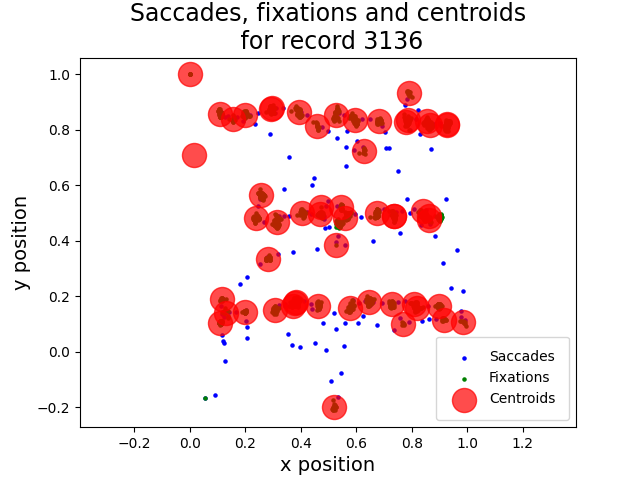 Saccades, fixations and centroids
for record 3136
1.0
0.8
0.6
0.4
0.2
0.0
−0.2
y position
−0.2
0.0
0.2
0.4
0.6
0.8
1.0
1.2
x position
Saccades
Fixations
Centroids